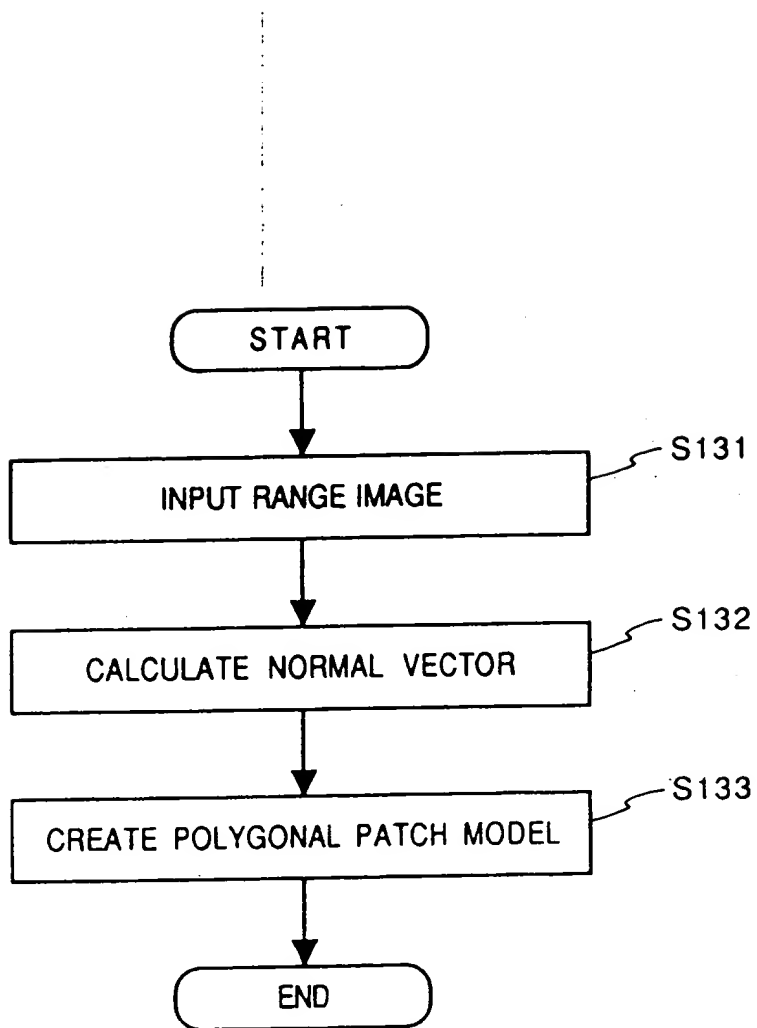 START
S131
INPUT RANGE IMAGE
S132
CALCULATE NORMAL VECTOR
S133
CREATE POLYGONAL PATCH MODEL
END